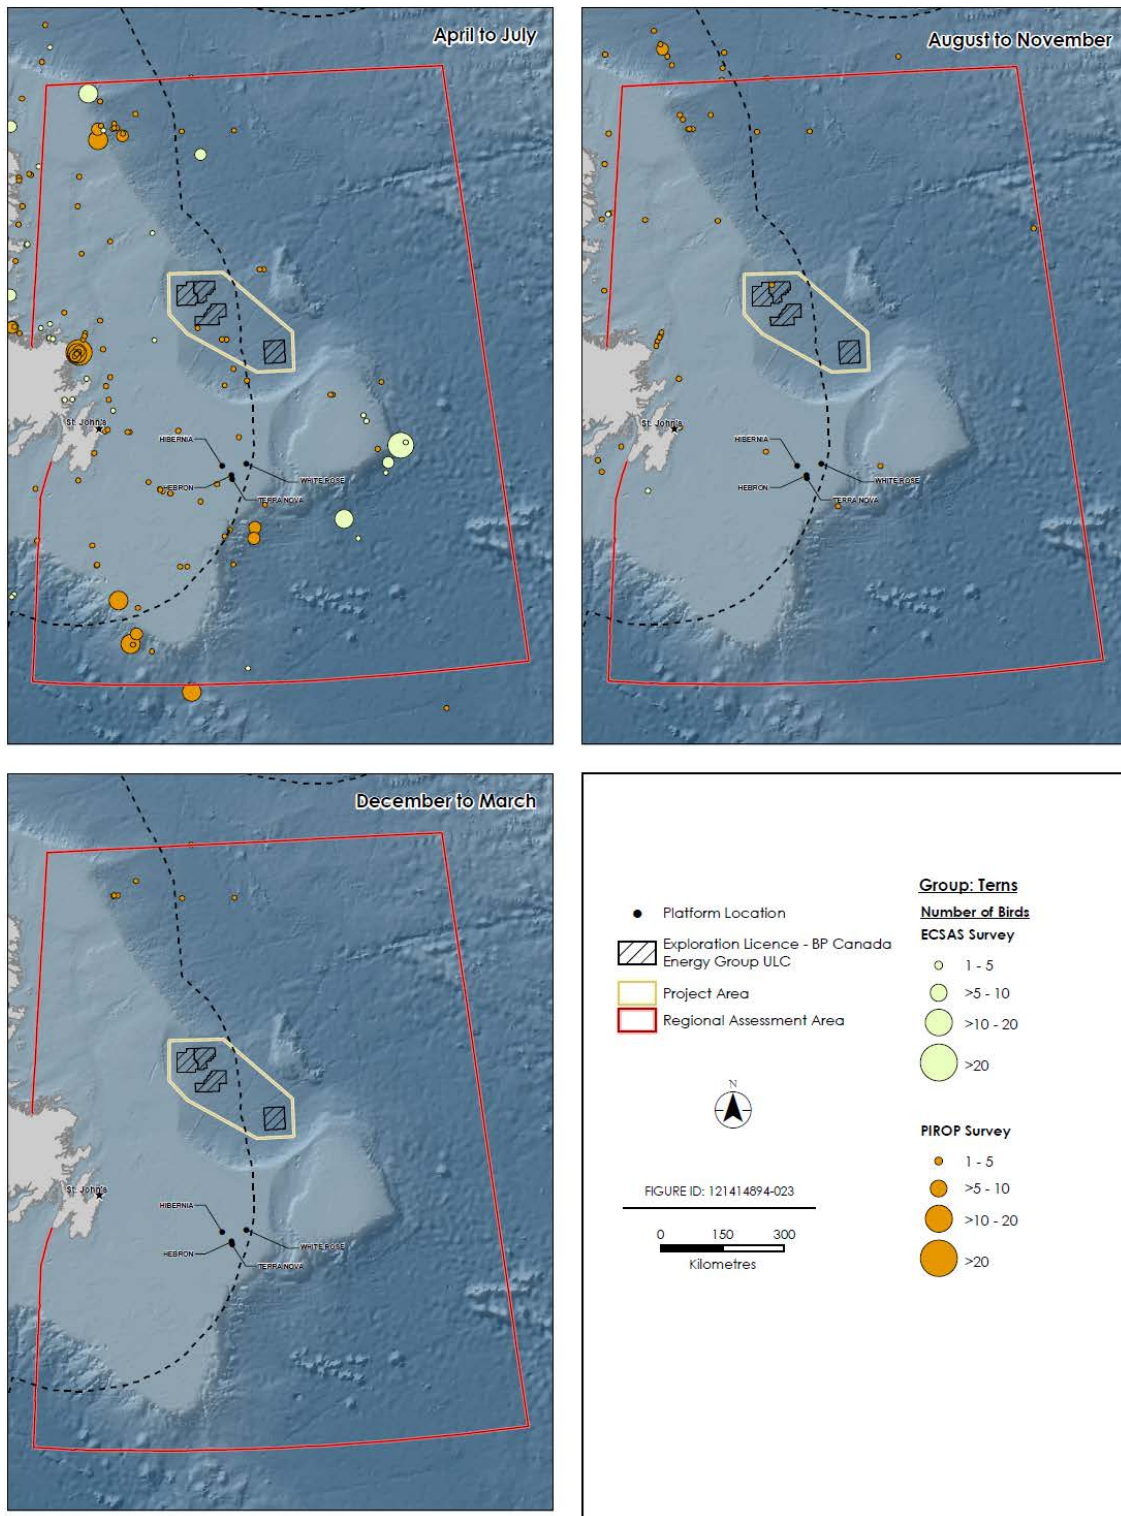 April to July
St. John's
HIBERNIA
HEBRON
WHITE ROSE
TERRA NOVA
August to November
St. John's
HIBERNIA
HEBRON
WHITE ROSE
TERRA NOVA
December to March
St. John's
HIBERNIA
HEBRON
WHITE ROSE
TERRA NOVA
Platform Location
Exploration Licence - BP Canada
Energy Group ULC
Project Area
Regional Assessment Area
N
FIGURE ID: 121414894-023
0 150 300
Kilometres
Group: Terns
Number of Birds
ECSAS Survey
1 - 5
>5 - 10
>10 - 20
>20
PIROP Survey
1 - 5
>5 - 10
>10 - 20
>20